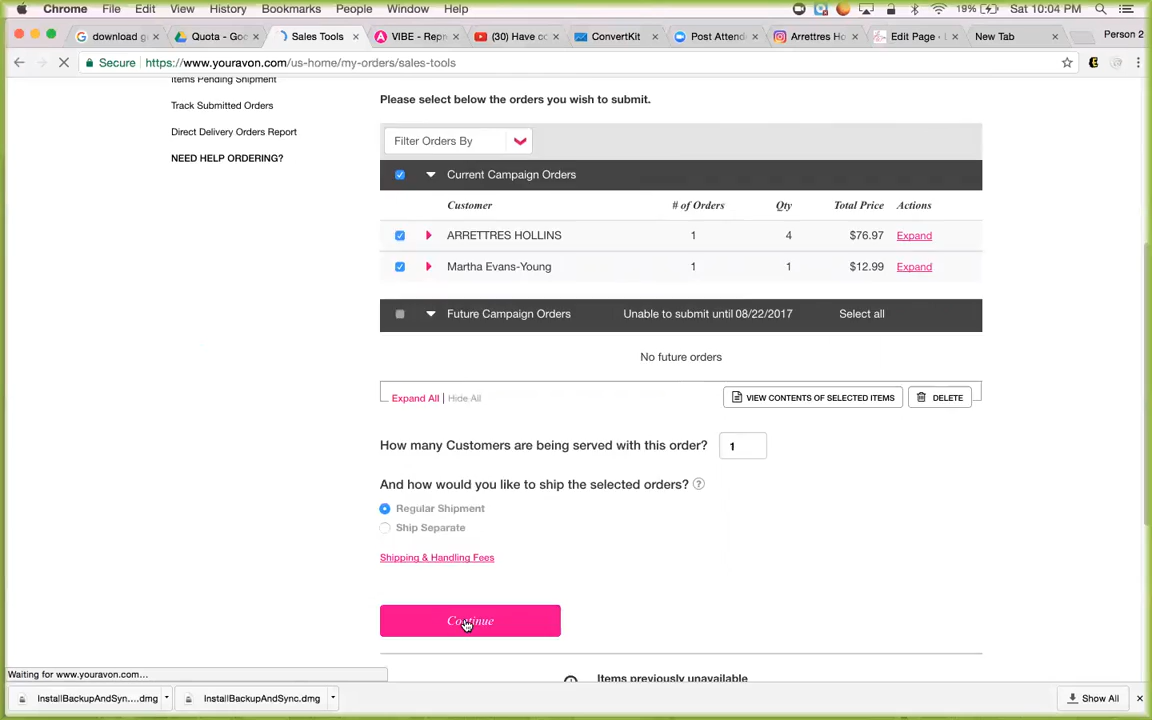 Chrome File Edit View History Bookmarks People Window Help 19% Sat 10:04 PM
download g Quota - Goo Sales Tools VIBE - Repr (30) Have co ConvertKit Post Attend Arrettres Ho Edit Page New Tab Person 2
Secure https://www.youravon.com/us-home/my-orders/sales-tools
Items Pending Shipment
Track Submitted Orders
Direct Delivery Orders Report
NEED HELP ORDERING?
Please select below the orders you wish to submit.
Filter Orders By
Current Campaign Orders
Customer # of Orders Qty Total Price Actions
ARRETTRES HOLLINS 1 4 $76.97 Expand
Martha Evans-Young 1 1 $12.99 Expand
Future Campaign Orders Unable to submit until 08/22/2017 Select all
No future orders
Expand All | Hide All VIEW CONTENTS OF SELECTED ITEMS DELETE
How many Customers are being served with this order? 1
And how would you like to ship the selected orders? ?
Regular Shipment
Ship Separate
Shipping & Handling Fees
Continue
Items previously unavailable
Waiting for www.youravon.com...
InstallBackupAndSyn....dmg InstallBackupAndSync.dmg Show All